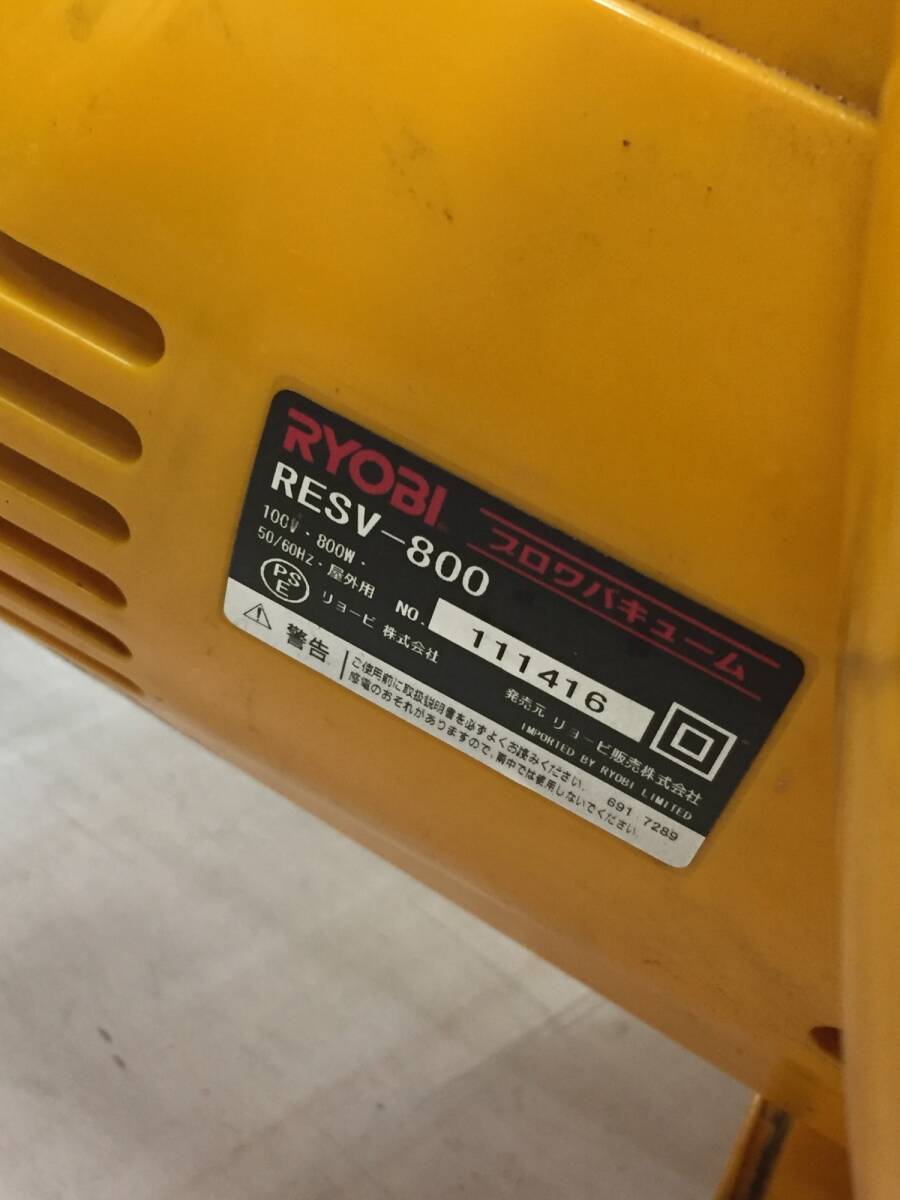 RYOBI
ブロワバキューム
RESV-800
100V・800W・
50/60HZ・屋外用
NO. 111416
PSE
リョービ 株式会社
発売元 リョービ販売株式会社
IMPORTED BY RYOBI LIMITED
警告
ご使用前に取扱説明書を必ずよくお読みください。
感電のおそれがありますので、雨中では使用しないでください。
691 7289